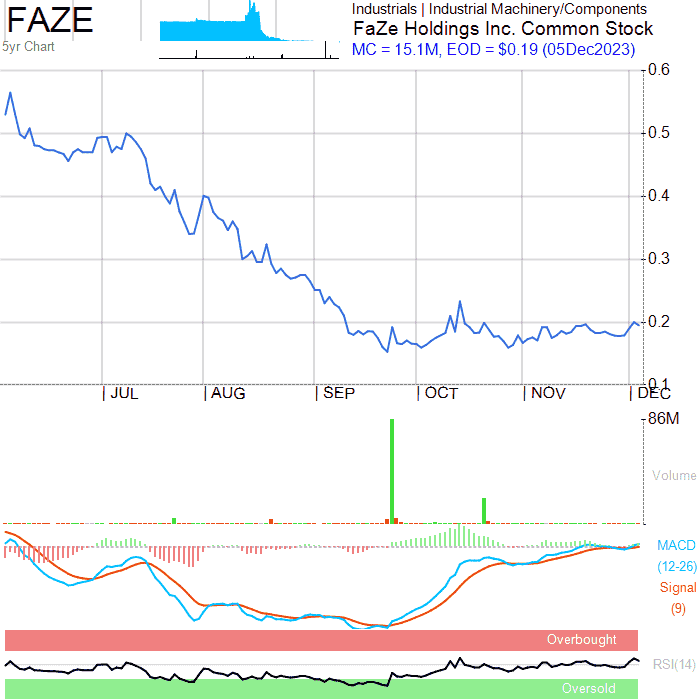 FAZE
5yr Chart
Industrials | Industrial Machinery/Components
FaZe Holdings Inc. Common Stock
MC = 15.1M, EOD = $0.19 (05Dec2023)
0.6
0.5
0.4
0.3
0.2
0.1
| JUL | AUG | SEP | OCT | NOV | DEC
86M
Volume
MACD
(12-26)
Signal
(9)
Overbought
RSI(14)
Oversold